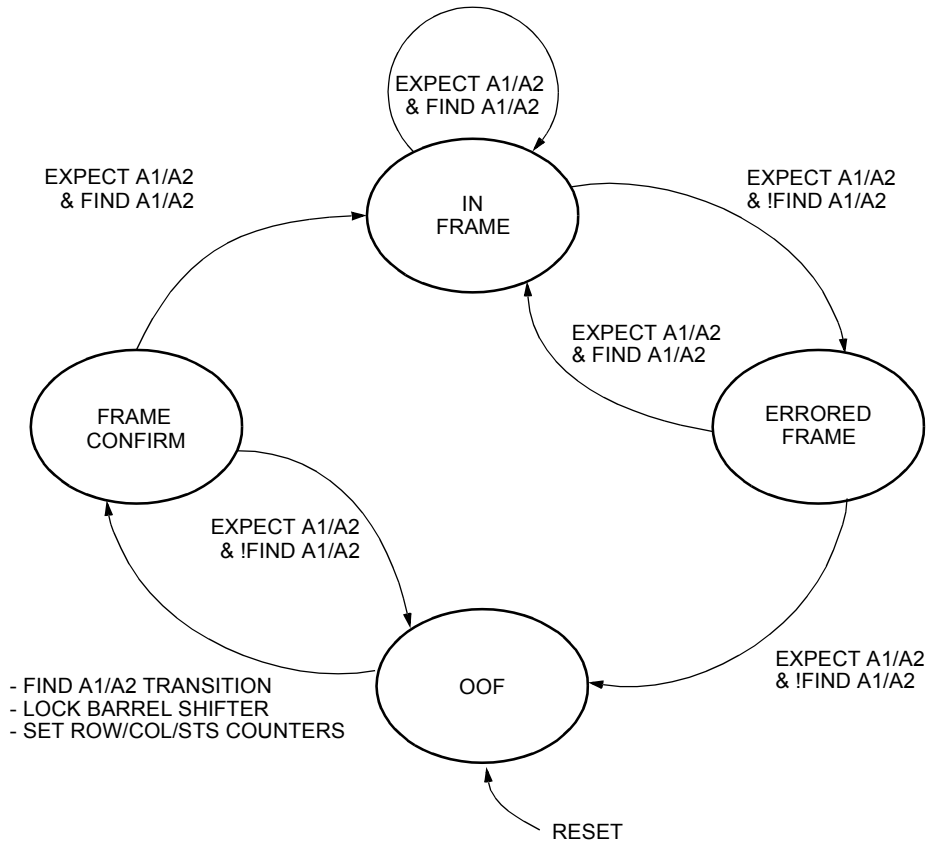 EXPECT A1/A2
& FIND A1/A2
EXPECT A1/A2
& FIND A1/A2
IN
FRAME
EXPECT A1/A2
& !FIND A1/A2
EXPECT A1/A2
& FIND A1/A2
FRAME
CONFIRM
ERRORED
FRAME
EXPECT A1/A2
& !FIND A1/A2
OOF
EXPECT A1/A2
& !FIND A1/A2
- FIND A1/A2 TRANSITION
- LOCK BARREL SHIFTER
- SET ROW/COL/STS COUNTERS
RESET